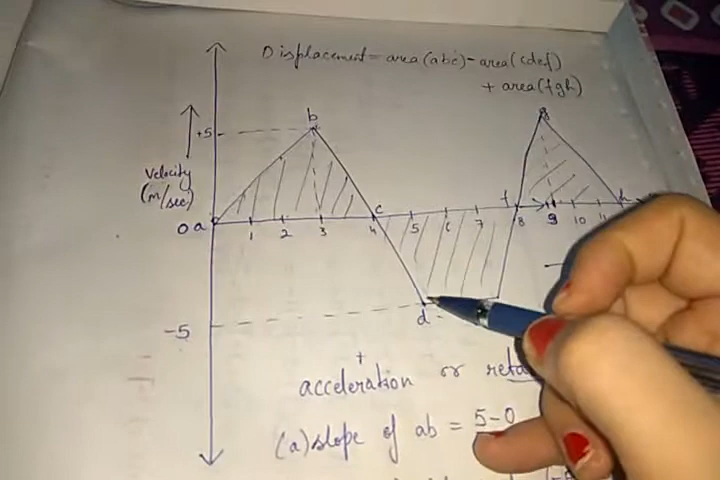 Displacement = area(abc) - area(cdef)
+ area(fgh)
b
g
+5
velocity
(m/sec)
0 a
1 2 3 4 c 5 6 7 f 8 9 10 11 h
-5
d
+
acceleration or
(a) slope of ab = 5-0